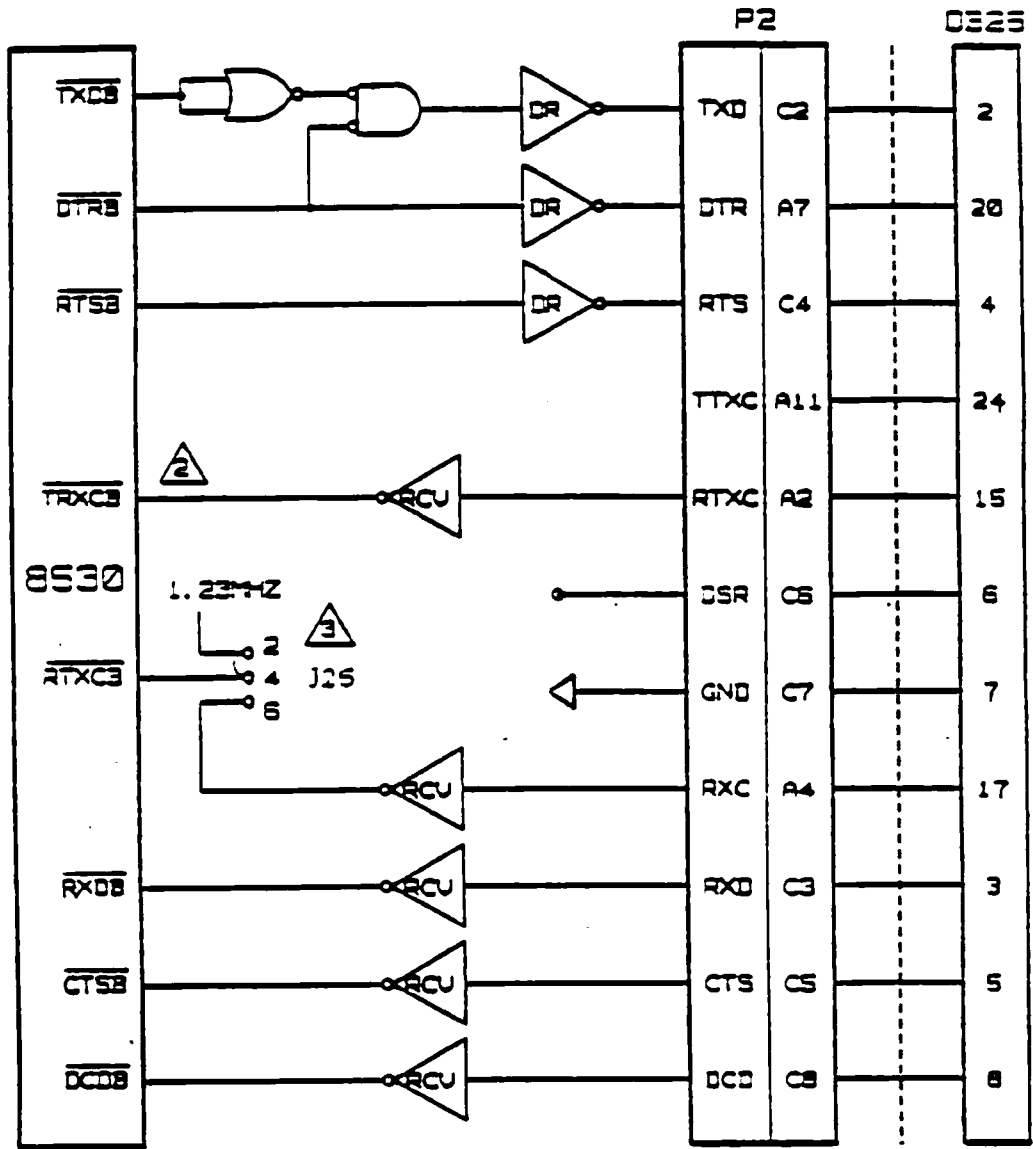 P2 DB25
TXDB DR TXD C2 2
DTRB DR DTR A7 20
RTSB DR RTS C4 4
TTXC A11 24
2
TRXCB RCV RTXC A2 15
8530
1.23MHZ
DSR C6 6
3
2
RTXCB 4 J25
6
GND C7 7
RCV RXC A4 17
RXDB RCV RXD C3 3
CTSB RCV CTS C5 5
DCDB RCV DCD C8 8